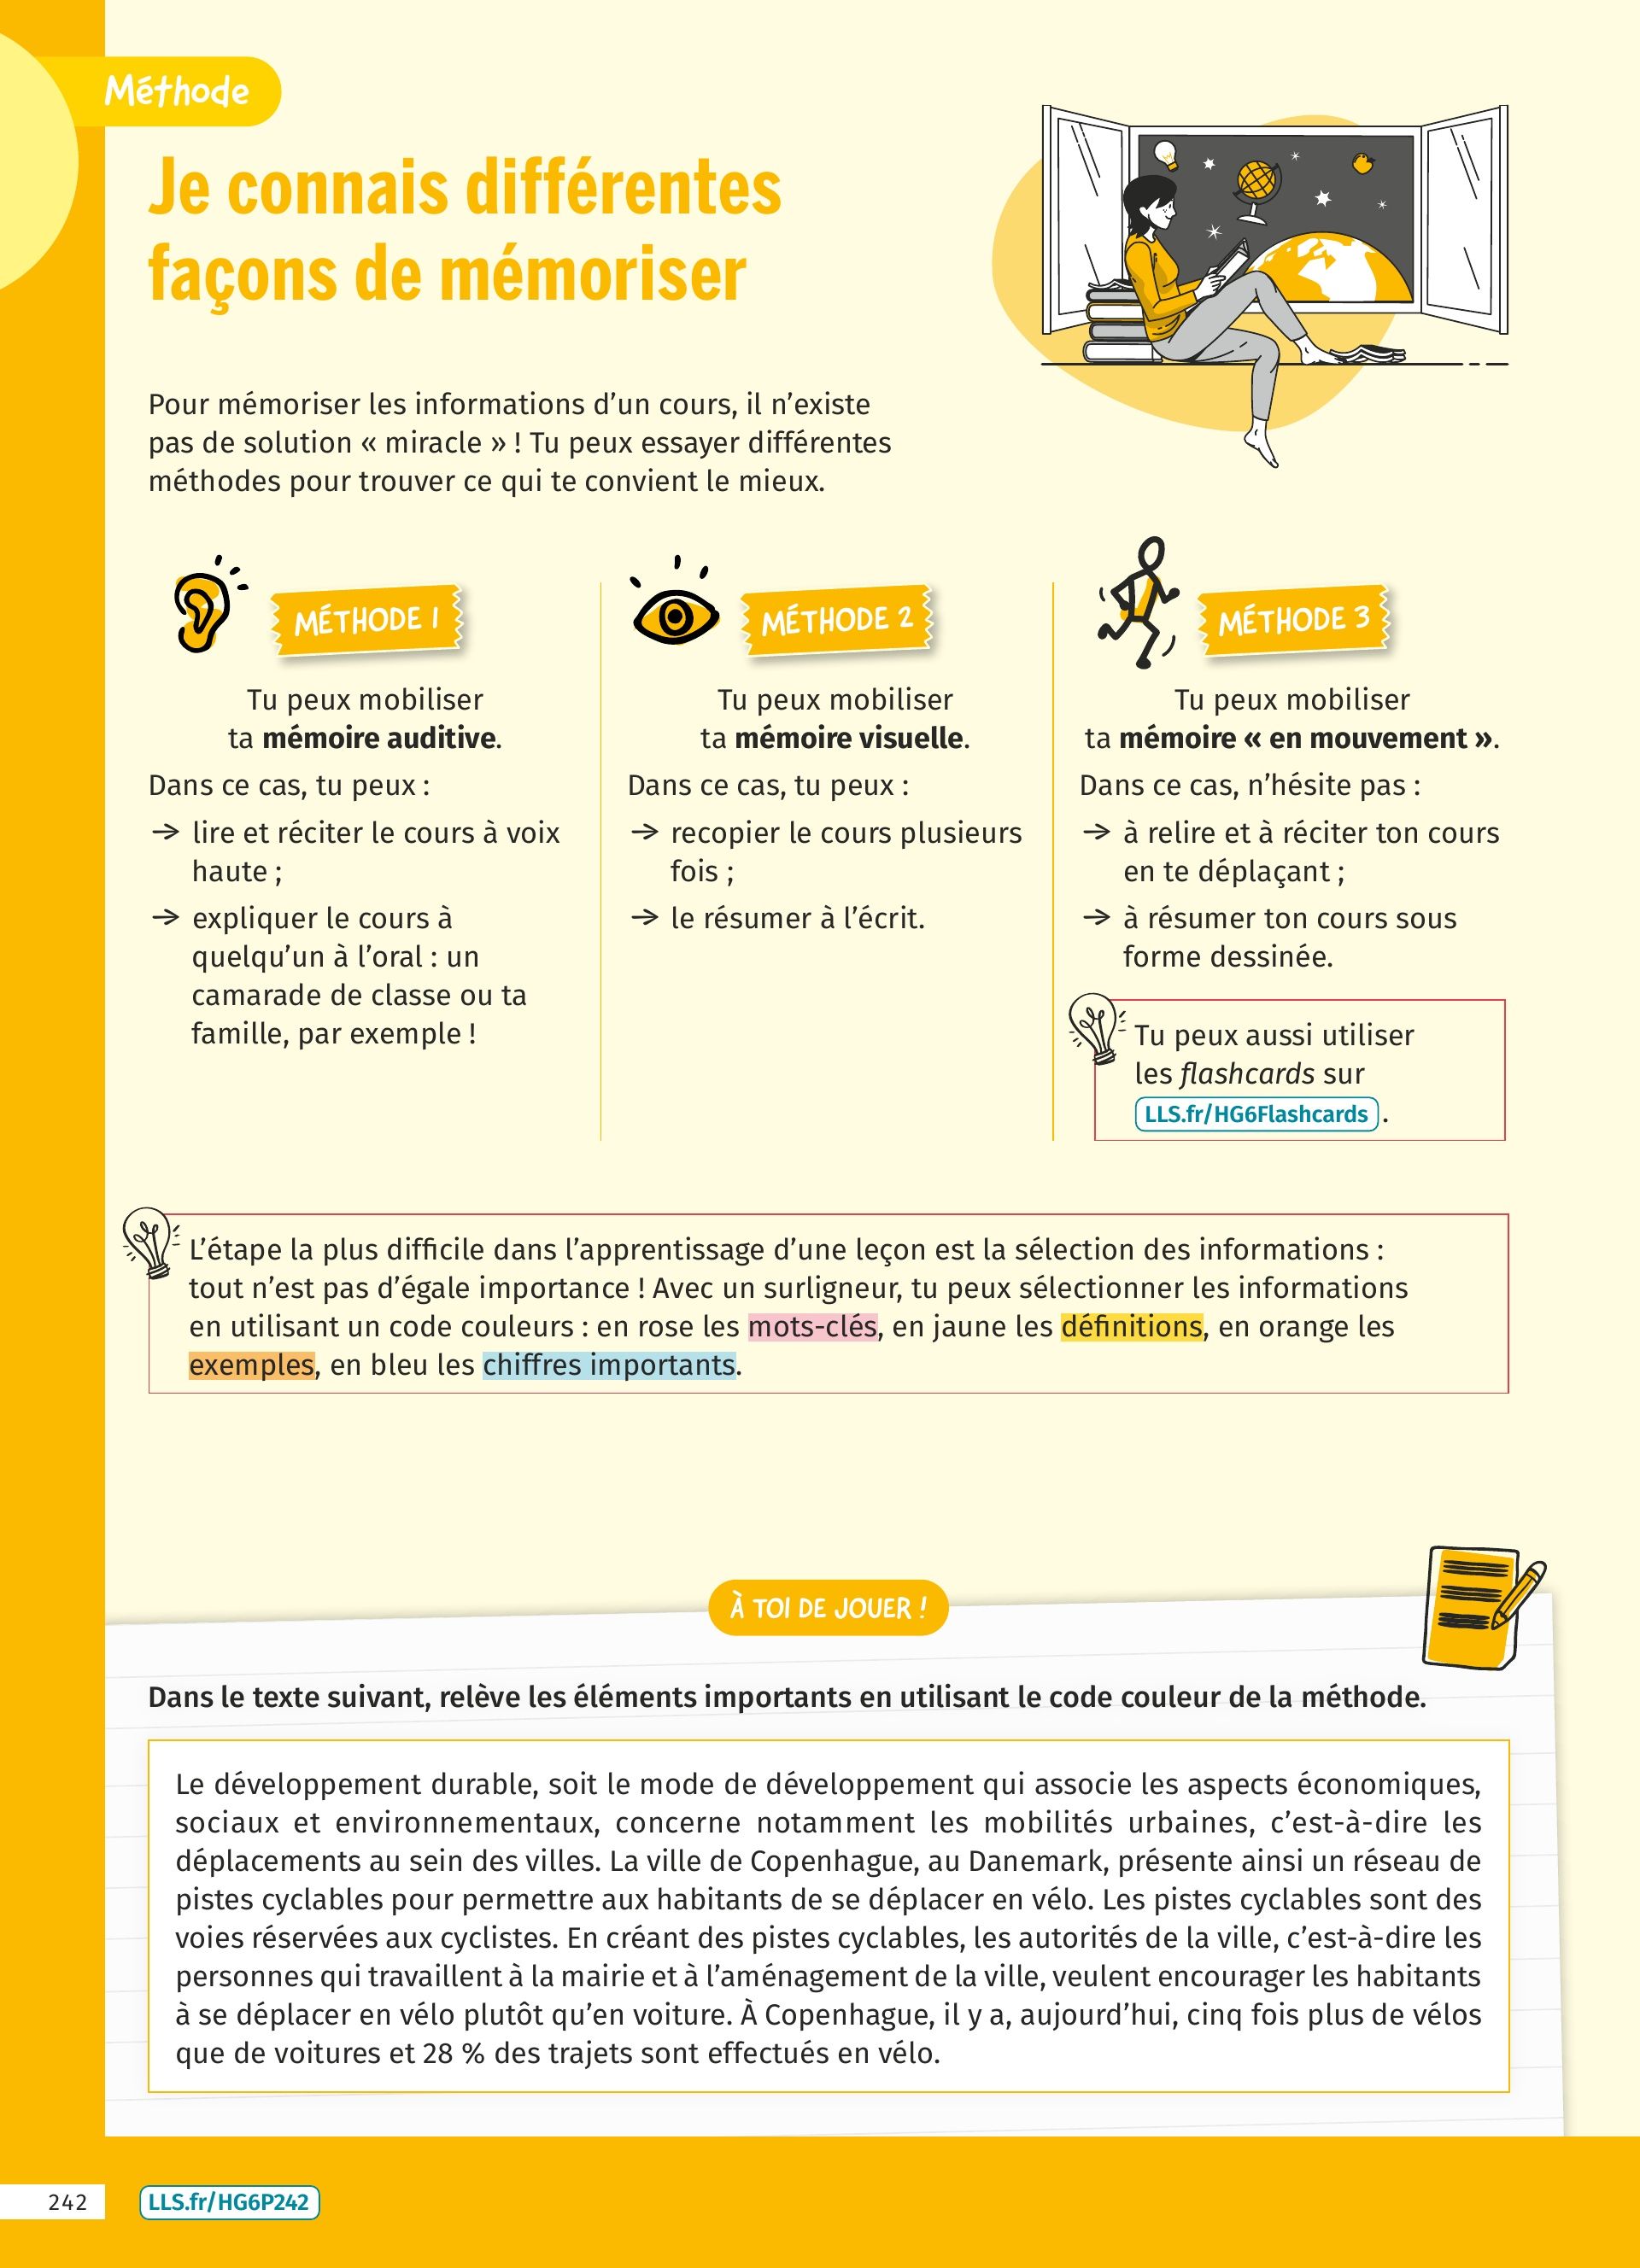 Méthode
Je connais différentes
façons de mémoriser
Pour mémoriser les informations d’un cours, il n’existe
pas de solution « miracle » ! Tu peux essayer différentes
méthodes pour trouver ce qui te convient le mieux.
MÉTHODE 1
Tu peux mobiliser
ta mémoire auditive.
Dans ce cas, tu peux :
→ lire et réciter le cours à voix
haute ;
→ expliquer le cours à
quelqu’un à l’oral : un
camarade de classe ou ta
famille, par exemple !
MÉTHODE 2
Tu peux mobiliser
ta mémoire visuelle.
Dans ce cas, tu peux :
→ recopier le cours plusieurs
fois ;
→ le résumer à l’écrit.
MÉTHODE 3
Tu peux mobiliser
ta mémoire « en mouvement ».
Dans ce cas, n’hésite pas :
→ à relire et à réciter ton cours
en te déplaçant ;
→ à résumer ton cours sous
forme dessinée.
Tu peux aussi utiliser
les flashcards sur
LLS.fr/HG6Flashcards .
L’étape la plus difficile dans l’apprentissage d’une leçon est la sélection des informations :
tout n’est pas d’égale importance ! Avec un surligneur, tu peux sélectionner les informations
en utilisant un code couleurs : en rose les mots-clés, en jaune les définitions, en orange les
exemples, en bleu les chiffres importants.
À TOI DE JOUER !
Dans le texte suivant, relève les éléments importants en utilisant le code couleur de la méthode.
Le développement durable, soit le mode de développement qui associe les aspects économiques,
sociaux et environnementaux, concerne notamment les mobilités urbaines, c’est-à-dire les
déplacements au sein des villes. La ville de Copenhague, au Danemark, présente ainsi un réseau de
pistes cyclables pour permettre aux habitants de se déplacer en vélo. Les pistes cyclables sont des
voies réservées aux cyclistes. En créant des pistes cyclables, les autorités de la ville, c’est-à-dire les
personnes qui travaillent à la mairie et à l’aménagement de la ville, veulent encourager les habitants
à se déplacer en vélo plutôt qu’en voiture. À Copenhague, il y a, aujourd’hui, cinq fois plus de vélos
que de voitures et 28 % des trajets sont effectués en vélo.
242
LLS.fr/HG6P242